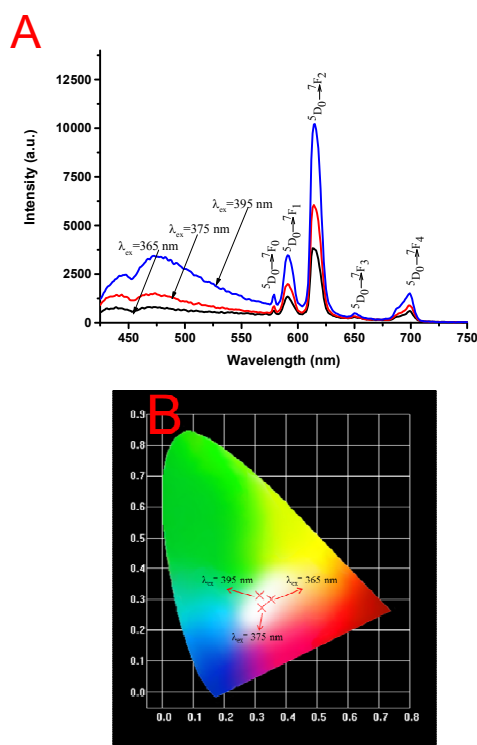 A
⁵D₀→⁷F₂
12500
10000
7500
5000
2500
0
Intensity (a.u.)
λex=395 nm
λex=375 nm
λex=365 nm
⁵D₀→⁷F₀
⁵D₀→⁷F₁
⁵D₀→⁷F₃
⁵D₀→⁷F₄
450 500 550 600 650 700 750
Wavelength (nm)
B
0.9
0.8
0.7
0.6
0.5
0.4
0.3
0.2
0.1
0.0
λex= 395 nm
λex= 365 nm
λex= 375 nm
0.0 0.1 0.2 0.3 0.4 0.5 0.6 0.7 0.8